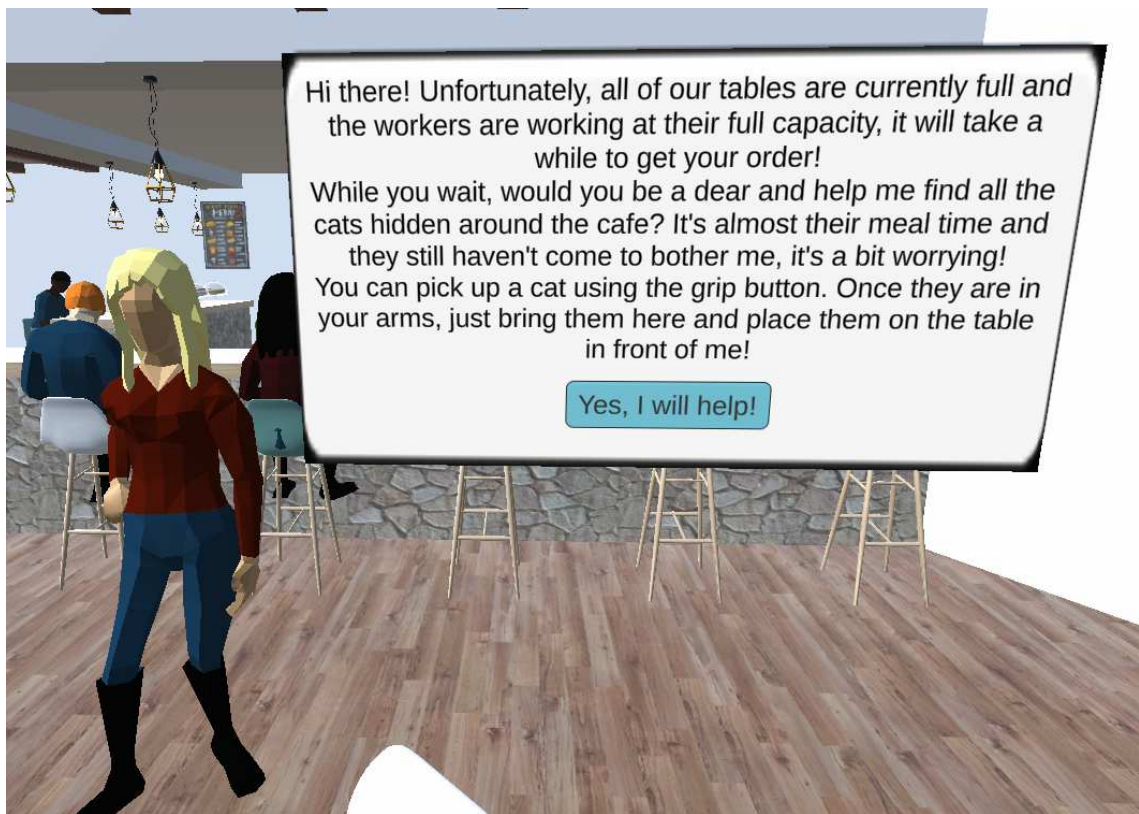 Hi there! Unfortunately, all of our tables are currently full and
the workers are working at their full capacity, it will take a
while to get your order!
While you wait, would you be a dear and help me find all the
cats hidden around the cafe? It's almost their meal time and
they still haven't come to bother me, it's a bit worrying!
You can pick up a cat using the grip button. Once they are in
your arms, just bring them here and place them on the table
in front of me!
Yes, I will help!
MENU